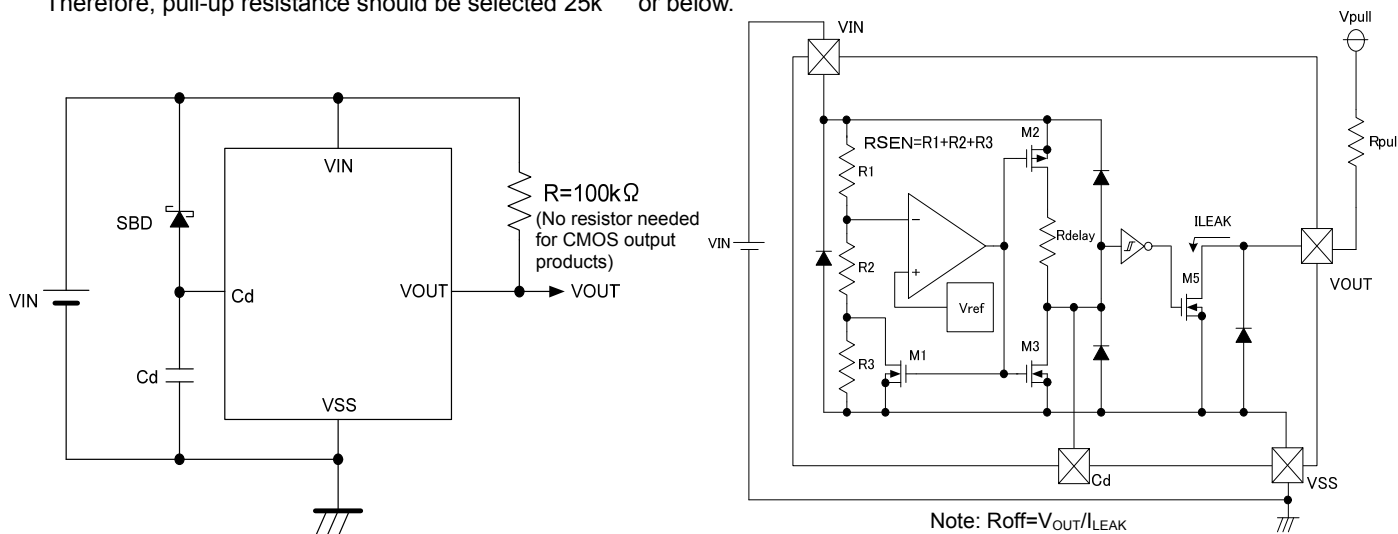 Therefore, pull-up resistance should be selected 25k or below.
VIN
SBD
R=100kΩ
(No resistor needed
for CMOS output
products)
VIN
Cd
VOUT
VOUT
Cd
VSS
VIN
Vpull
RSEN=R1+R2+R3
M2
R1
Rpul
VIN
−
Rdelay
ILEAK
R2
+
M5
VOUT
Vref
R3
M1
M3
Cd
VSS
Note: Roff=VOUT/ILEAK